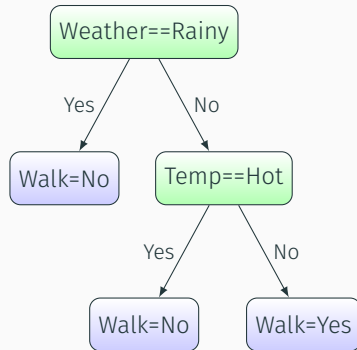 Weather==Rainy
Yes
No
Walk=No
Temp==Hot
Yes
No
Walk=No
Walk=Yes